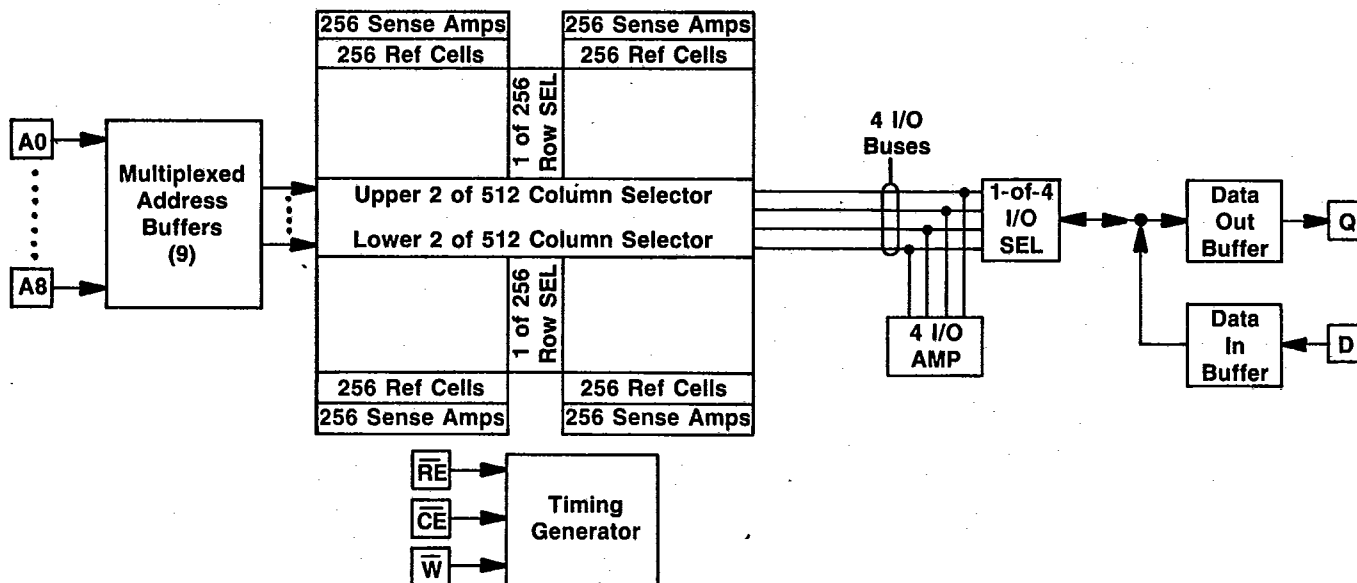 256 Sense Amps
256 Sense Amps
256 Ref Cells
256 Ref Cells
1 of 256
Row SEL
A0
A8
Multiplexed
Address
Buffers
(9)
Upper 2 of 512 Column Selector
Lower 2 of 512 Column Selector
4 I/O
Buses
1-of-4
I/O
SEL
Data
Out
Buffer
Q
4 I/O
AMP
Data
In
Buffer
D
1 of 256
Row SEL
256 Ref Cells
256 Ref Cells
256 Sense Amps
256 Sense Amps
R̅E̅
C̅E̅
W̅
Timing
Generator